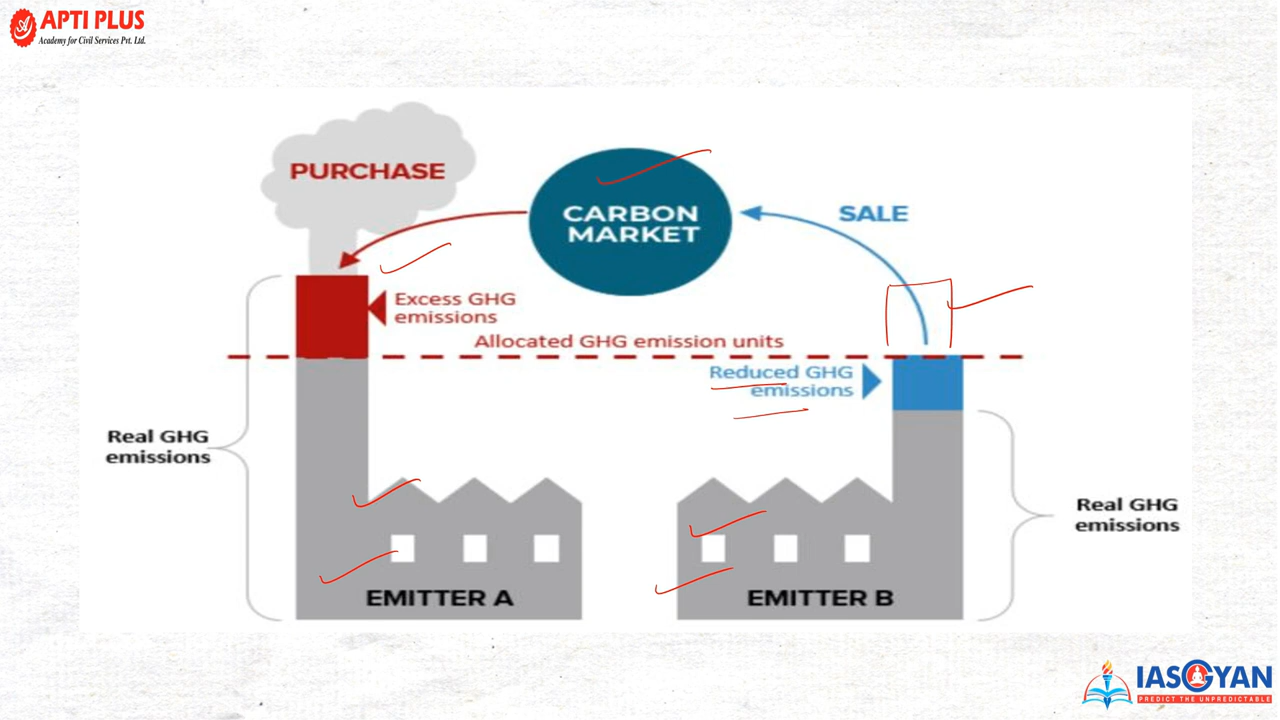 APTI PLUS
Academy for Civil Services Pvt. Ltd.
PURCHASE
CARBON
MARKET
SALE
Excess GHG
emissions
Allocated GHG emission units
Reduced GHG
emissions
Real GHG
emissions
Real GHG
emissions
EMITTER A
EMITTER B
IASGYAN
PREDICT THE UNPREDICTABLE